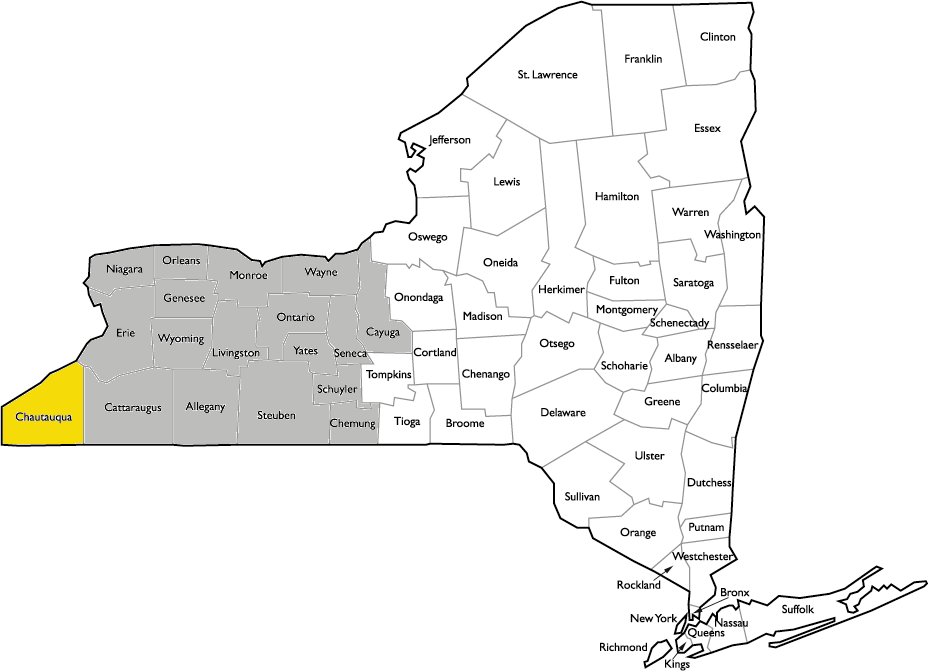 Clinton
Franklin
St. Lawrence
Essex
Jefferson
Lewis
Hamilton
Warren
Washington
Oswego
Oneida
Herkimer
Fulton
Saratoga
Montgomery
Schenectady
Niagara
Orleans
Monroe
Wayne
Genesee
Ontario
Cayuga
Onondaga
Madison
Erie
Wyoming
Livingston
Yates
Seneca
Cortland
Chenango
Otsego
Schoharie
Albany
Rensselaer
Tompkins
Schuyler
Chautauqua
Cattaraugus
Allegany
Steuben
Chemung
Tioga
Broome
Delaware
Greene
Columbia
Ulster
Dutchess
Sullivan
Orange
Putnam
Westchester
Rockland
Bronx
New York
Suffolk
Nassau
Queens
Richmond
Kings